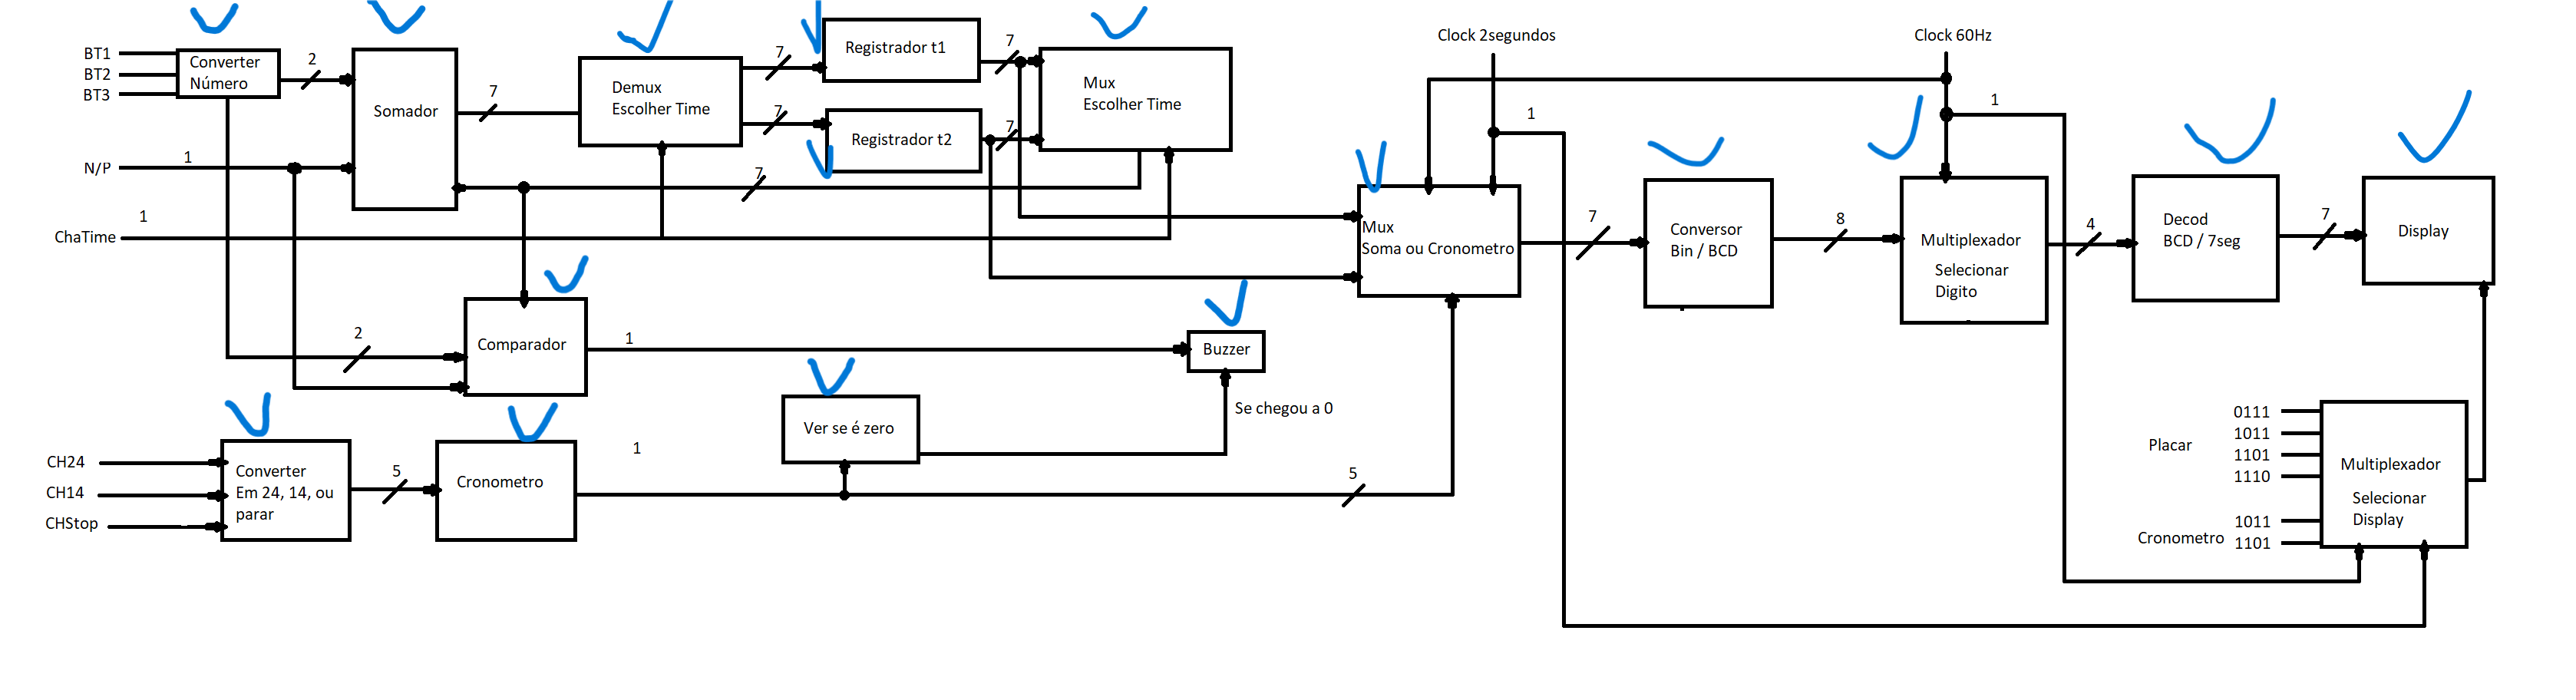 BT1
BT2
BT3
Converter
Número
2
N/P
1
ChaTime
1
Somador
7
Demux
Escolher Time
7
7
7
Registrador t1
Registrador t2
7
7
Mux
Escolher Time
2
Comparador
1
Buzzer
Ver se é zero
Se chegou a 0
CH24
CH14
CHStop
Converter
Em 24, 14, ou
parar
5
Cronometro
1
5
Clock 2segundos
1
Mux
Soma ou Cronometro
7
Conversor
Bin / BCD
8
Clock 60Hz
1
Multiplexador
Selecionar
Digito
4
Decod
BCD / 7seg
7
Display
Placar
0111
1011
1101
1110
Cronometro
1011
1101
Multiplexador
Selecionar
Display